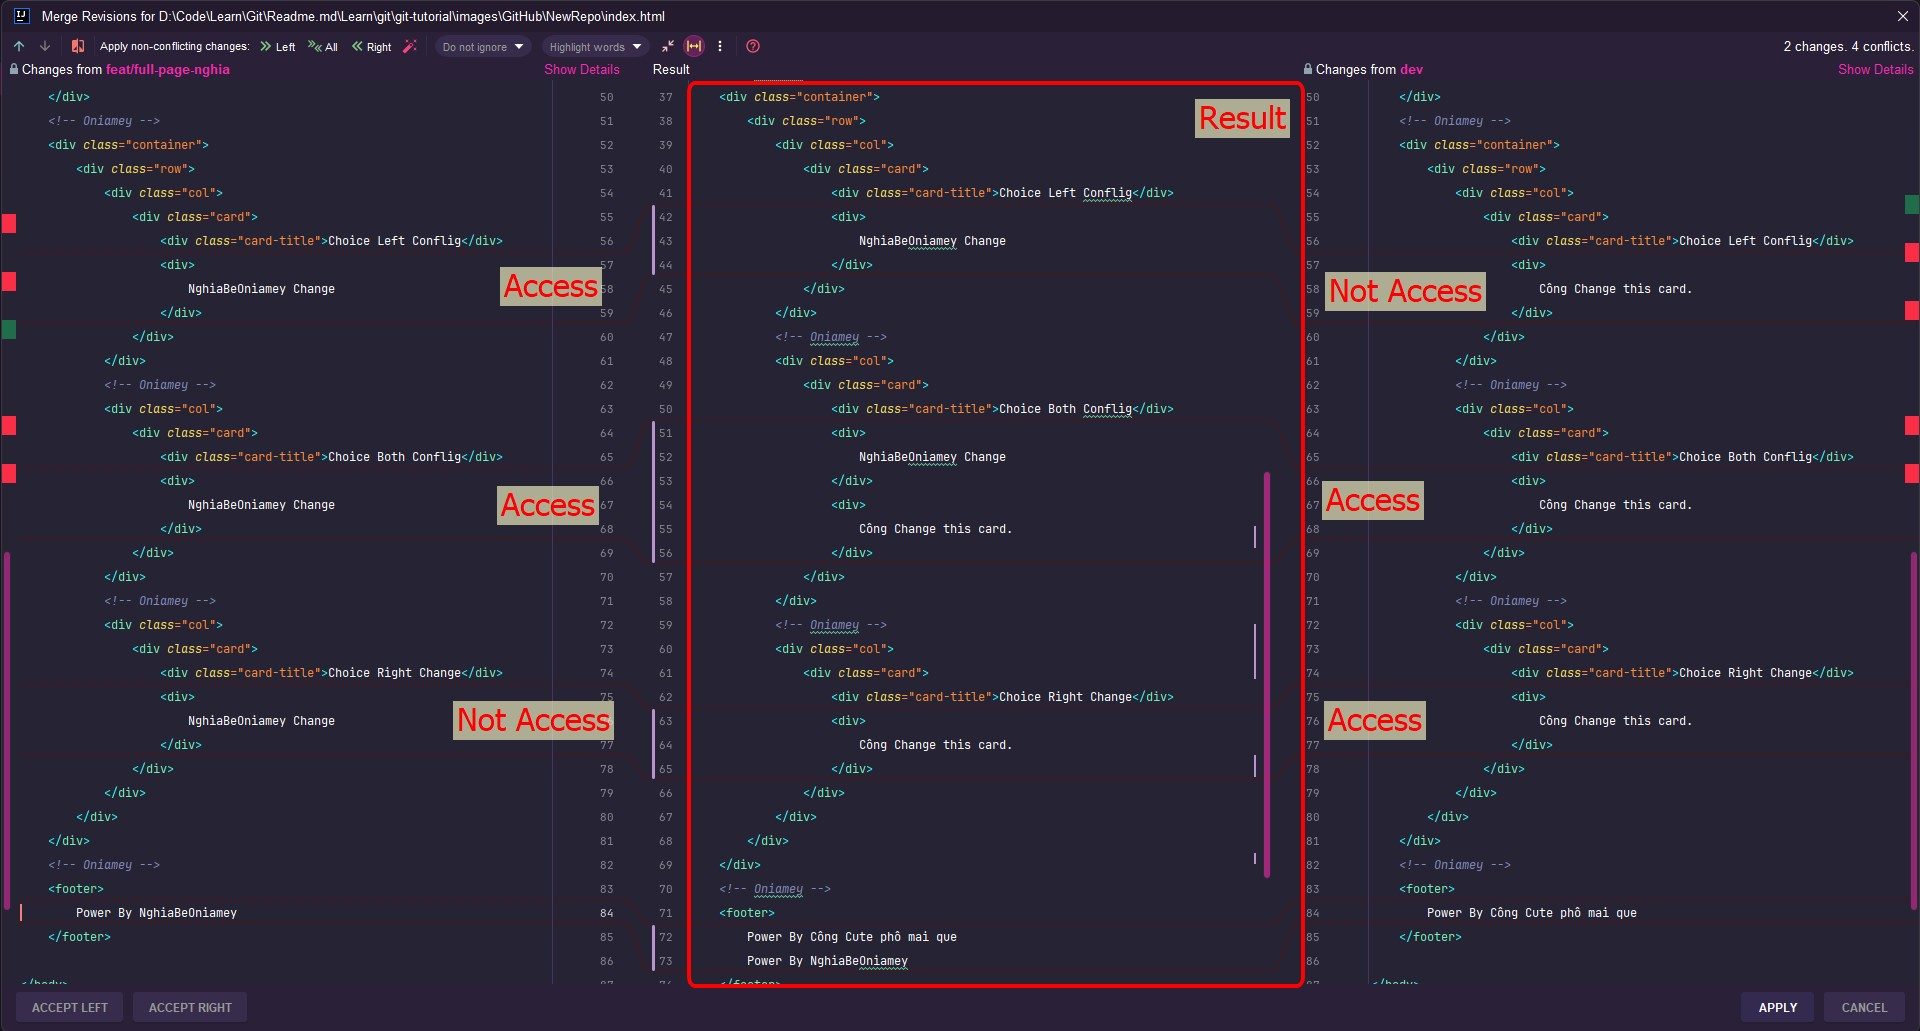 Merge Revisions for D:\Code\Learn\Git\Readme.md\Learn\git\git-tutorial\images\GitHub\NewRepo\index.html
Apply non-conflicting changes: Left All Right Do not ignore Highlight words 2 changes. 4 conflicts.
Changes from feat/full-page-nghia Show Details
</div> 50
<!-- Oniamey --> 51
<div class="container"> 52
<div class="row"> 53
<div class="col"> 54
<div class="card"> 55
<div class="card-title">Choice Left Conflig</div> 56
<div> 57
NghiaBeOniamey Change 58
Access
</div> 59
</div> 60
</div> 61
<!-- Oniamey --> 62
<div class="col"> 63
<div class="card"> 64
<div class="card-title">Choice Both Conflig</div> 65
<div> 66
NghiaBeOniamey Change 67
Access
</div> 68
</div> 69
</div> 70
<!-- Oniamey --> 71
<div class="col"> 72
<div class="card"> 73
<div class="card-title">Choice Right Change</div> 74
<div> 75
NghiaBeOniamey Change
Not Access
</div> 77
</div> 78
</div> 79
</div> 80
</div> 81
<!-- Oniamey --> 82
<footer> 83
Power By NghiaBeOniamey 84
</footer> 85
86
</body> 87
Result
37 <div class="container">
Result
38 <div class="row">
39 <div class="col">
40 <div class="card">
41 <div class="card-title">Choice Left Conflig</div>
42 <div>
43 NghiaBeOniamey Change
44 </div>
45 </div>
46 </div>
47 <!-- Oniamey -->
48 <div class="col">
49 <div class="card">
50 <div class="card-title">Choice Both Conflig</div>
51 <div>
52 NghiaBeOniamey Change
53 </div>
54 <div>
55 Công Change this card.
56 </div>
57 </div>
58 </div>
59 <!-- Oniamey -->
60 <div class="col">
61 <div class="card">
62 <div class="card-title">Choice Right Change</div>
63 <div>
64 Công Change this card.
65 </div>
66 </div>
67 </div>
68 </div>
69 </div>
70 <!-- Oniamey -->
71 <footer>
72 Power By Công Cute phô mai que
73 Power By NghiaBeOniamey
74 </footer>
Changes from dev Show Details
50 </div>
51 <!-- Oniamey -->
52 <div class="container">
53 <div class="row">
54 <div class="col">
55 <div class="card">
56 <div class="card-title">Choice Left Conflig</div>
57 <div>
58 Công Change this card.
Not Access
59 </div>
60 </div>
61 </div>
62 <!-- Oniamey -->
63 <div class="col">
64 <div class="card">
65 <div class="card-title">Choice Both Conflig</div>
66 <div>
67 Công Change this card.
Access
68 </div>
69 </div>
70 </div>
71 <!-- Oniamey -->
72 <div class="col">
73 <div class="card">
74 <div class="card-title">Choice Right Change</div>
75 <div>
76 Công Change this card.
Access
77 </div>
78 </div>
79 </div>
80 </div>
81 </div>
82 <!-- Oniamey -->
83 <footer>
84 Power By Công Cute phô mai que
85 </footer>
86
87 </body>
ACCEPT LEFT ACCEPT RIGHT APPLY CANCEL